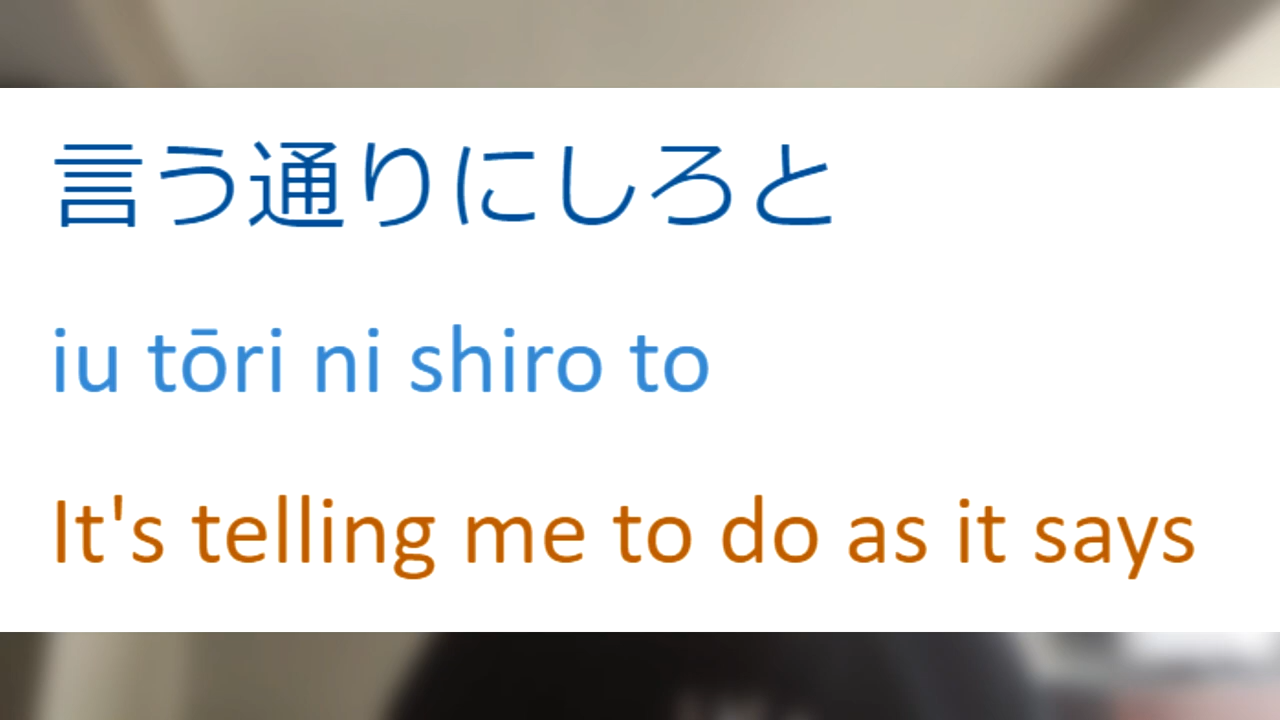 言う通りにしろと
iu tōri ni shiro to
It's telling me to do as it says